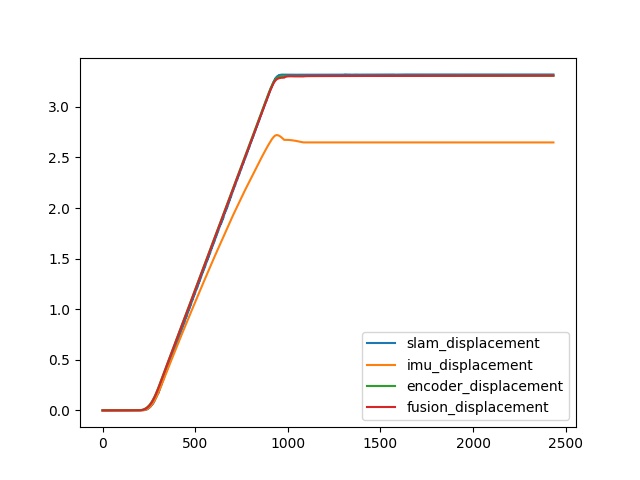 3.0
2.5
2.0
1.5
1.0
0.5
0.0
slam_displacement
imu_displacement
encoder_displacement
fusion_displacement
0 500 1000 1500 2000 2500